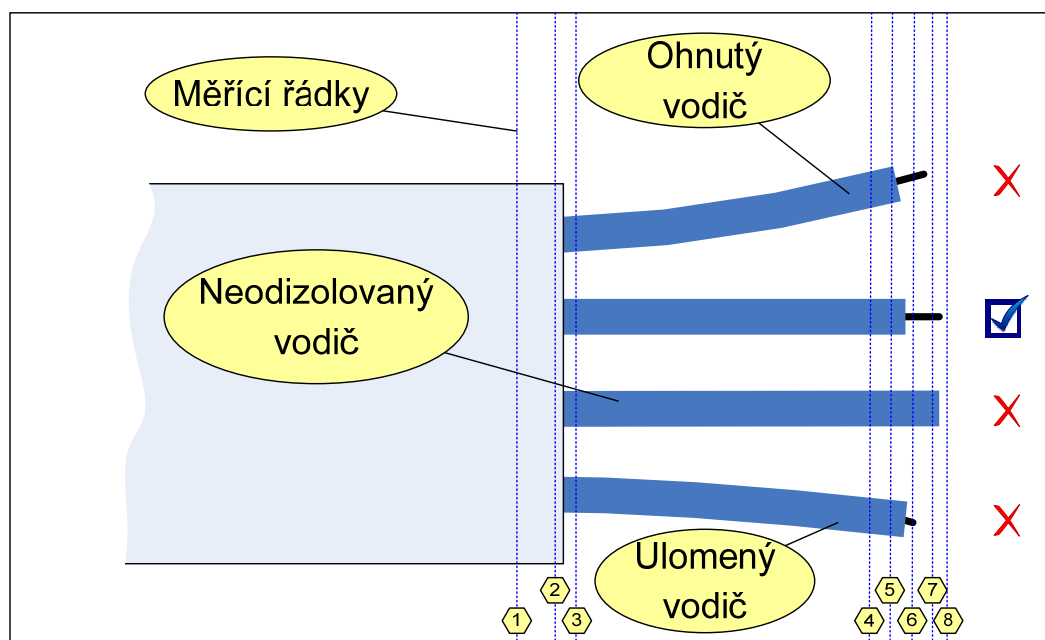 Měřící řádky
Ohnutý
vodič
Neodizolovaný
vodič
Ulomený
vodič
1
2
3
4
5
6
7
8